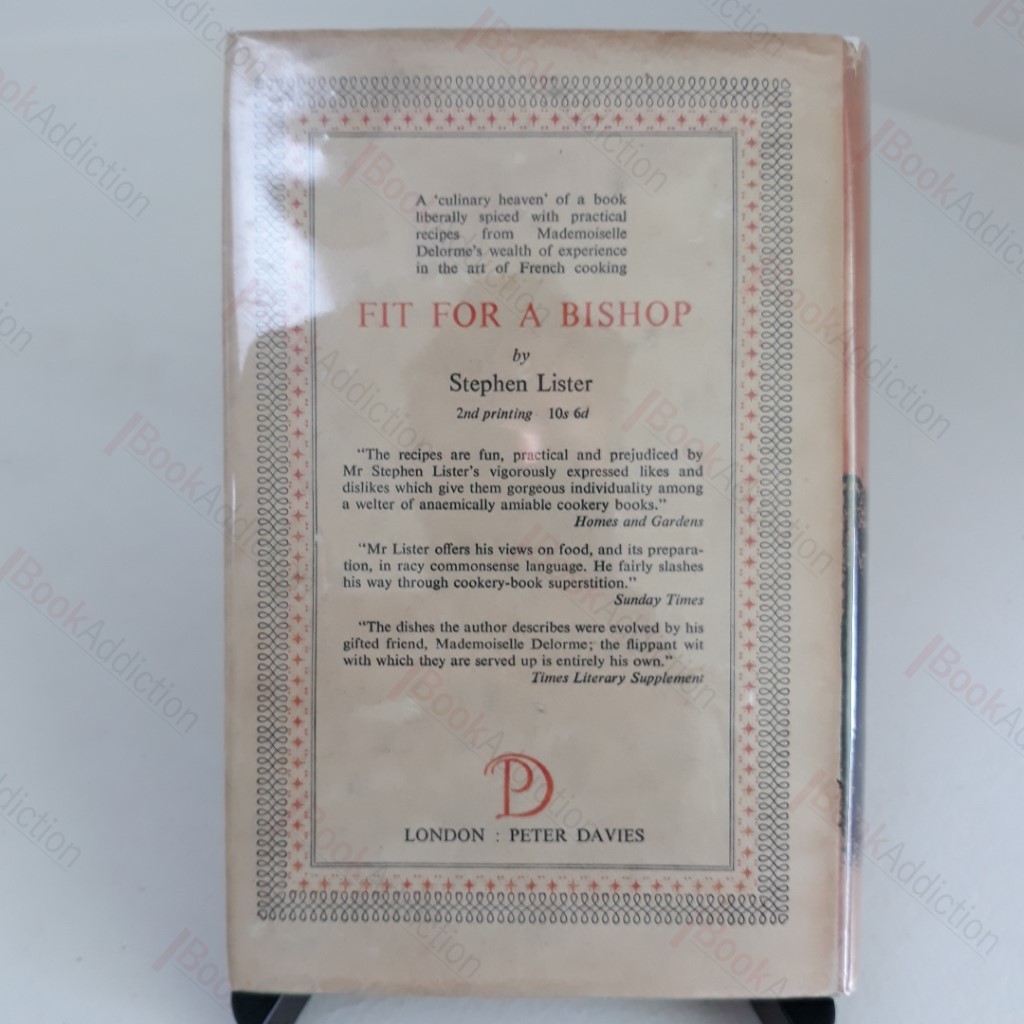 A 'culinary heaven' of a book
liberally spiced with practical
recipes from Mademoiselle
Delorme's wealth of experience
in the art of French cooking
FIT FOR A BISHOP
by
Stephen Lister
2nd printing 10s 6d
"The recipes are fun, practical and prejudiced by
Mr Stephen Lister's vigorously expressed likes and
dislikes which give them gorgeous individuality among
a welter of anaemically amiable cookery books."
Homes and Gardens
"Mr Lister offers his views on food, and its prepara-
tion, in racy commonsense language. He fairly slashes
his way through cookery-book superstition."
Sunday Times
"The dishes the author describes were evolved by his
gifted friend, Mademoiselle Delorme; the flippant wit
with which they are served up is entirely his own."
Times Literary Supplement
PD
LONDON : PETER DAVIES
BookAddiction